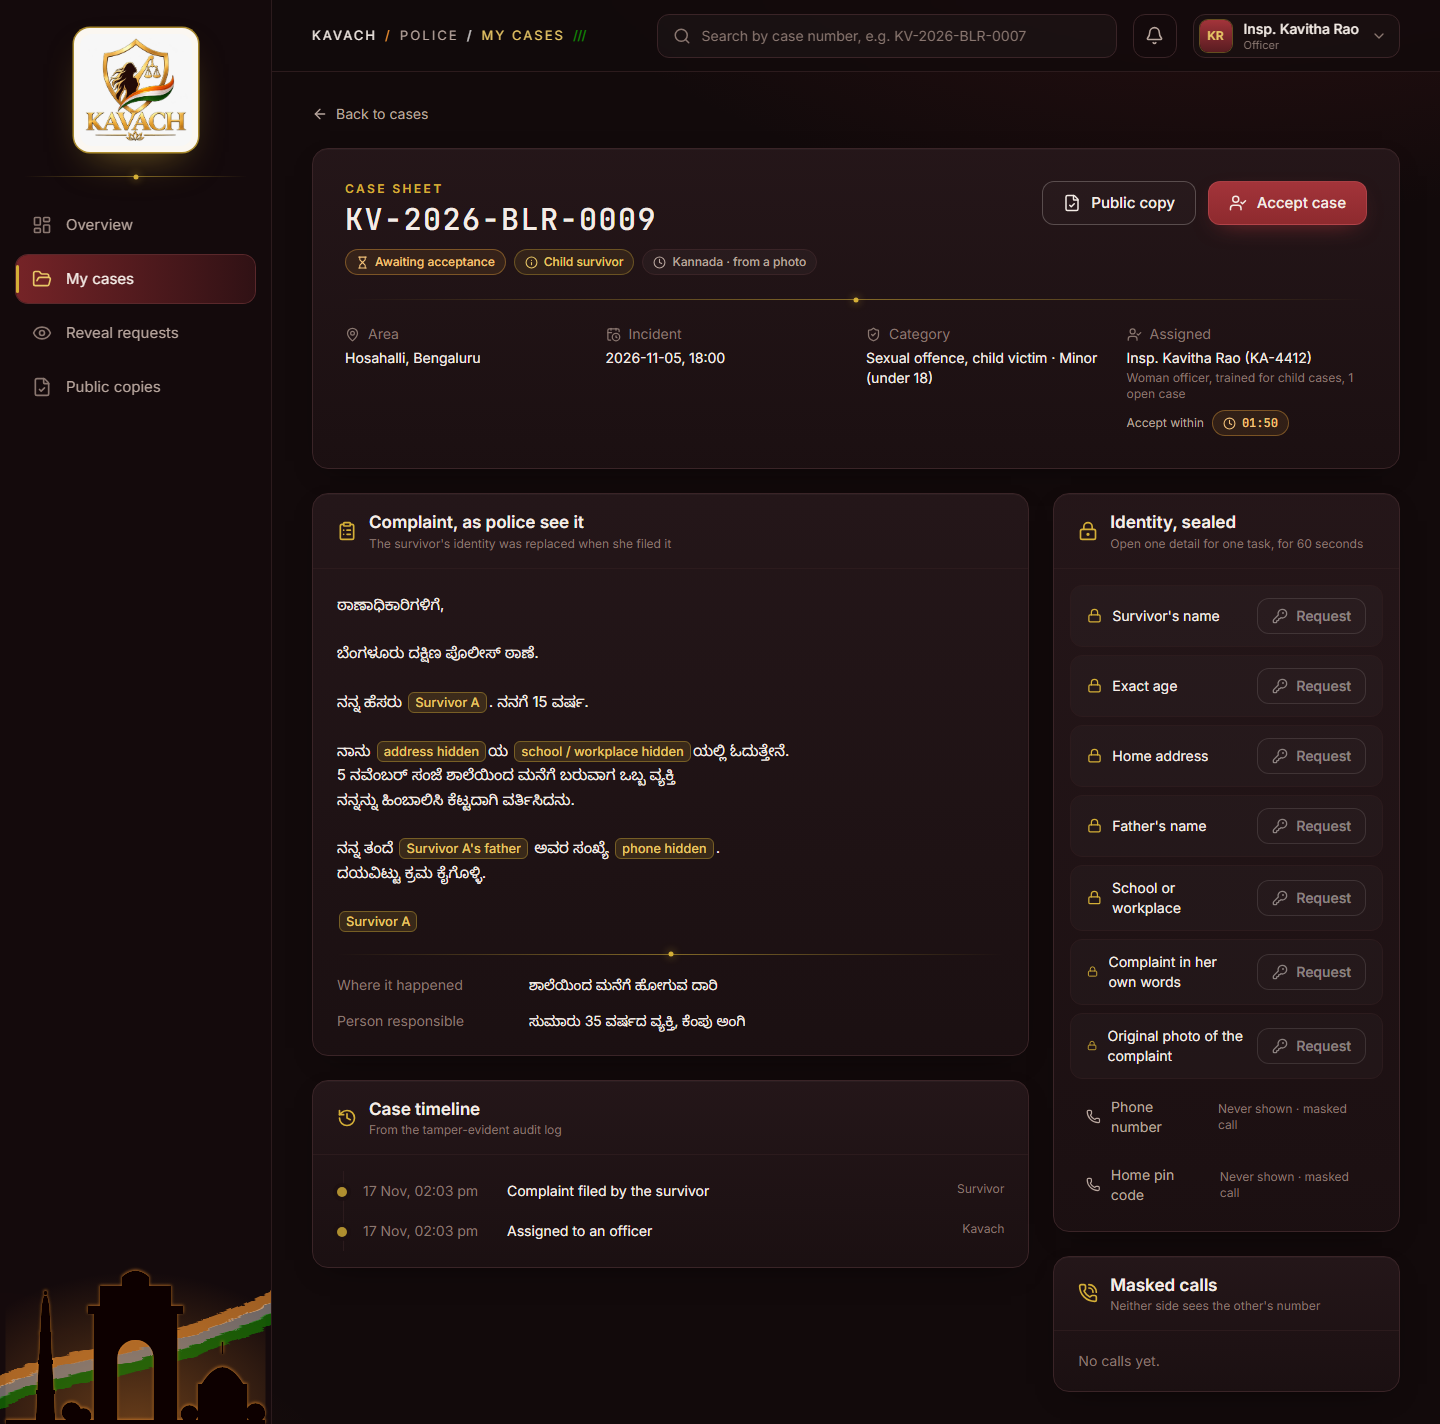 KAVACH
KAVACH / POLICE / MY CASES ///
Search by case number, e.g. KV-2026-BLR-0007
KR
Insp. Kavitha Rao
Officer
Overview
My cases
Reveal requests
Public copies
Back to cases
CASE SHEET
KV-2026-BLR-0009
Public copy
Accept case
Awaiting acceptance
Child survivor
Kannada · from a photo
Area
Hosahalli, Bengaluru
Incident
2026-11-05, 18:00
Category
Sexual offence, child victim · Minor
(under 18)
Assigned
Insp. Kavitha Rao (KA-4412)
Woman officer, trained for child cases, 1
open case
Accept within 01:50
Complaint, as police see it
The survivor's identity was replaced when she filed it
ಠಾಣಾಧಿಕಾರಿಗಳಿಗೆ,
ಬೆಂಗಳೂರು ದಕ್ಷಿಣ ಪೊಲೀಸ್ ಠಾಣೆ.
ನನ್ನ ಹೆಸರು Survivor A . ನನಗೆ 15 ವರ್ಷ.
ನಾನು address hidden ಯ school / workplace hidden ಯಲ್ಲಿ ಓದುತ್ತೇನೆ.
5 ನವೆಂಬರ್ ಸಂಜೆ ಶಾಲೆಯಿಂದ ಮನೆಗೆ ಬರುವಾಗ ಒಬ್ಬ ವ್ಯಕ್ತಿ
ನನ್ನನ್ನು ಹಿಂಬಾಲಿಸಿ ಕೆಟ್ಟದಾಗಿ ವರ್ತಿಸಿದನು.
ನನ್ನ ತಂದೆ Survivor A's father ಅವರ ಸಂಖ್ಯೆ phone hidden .
ದಯವಿಟ್ಟು ಕ್ರಮ ಕೈಗೊಳ್ಳಿ.
Survivor A
Where it happened ಶಾಲೆಯಿಂದ ಮನೆಗೆ ಹೋಗುವ ದಾರಿ
Person responsible ಸುಮಾರು 35 ವರ್ಷದ ವ್ಯಕ್ತಿ, ಕೆಂಪು ಅಂಗಿ
Case timeline
From the tamper-evident audit log
17 Nov, 02:03 pm Complaint filed by the survivor Survivor
17 Nov, 02:03 pm Assigned to an officer Kavach
Identity, sealed
Open one detail for one task, for 60 seconds
Survivor's name Request
Exact age Request
Home address Request
Father's name Request
School or
workplace
Request
Complaint in her
own words
Request
Original photo of the
complaint
Request
Phone
number
Never shown · masked
call
Home pin
code
Never shown · masked
call
Masked calls
Neither side sees the other's number
No calls yet.